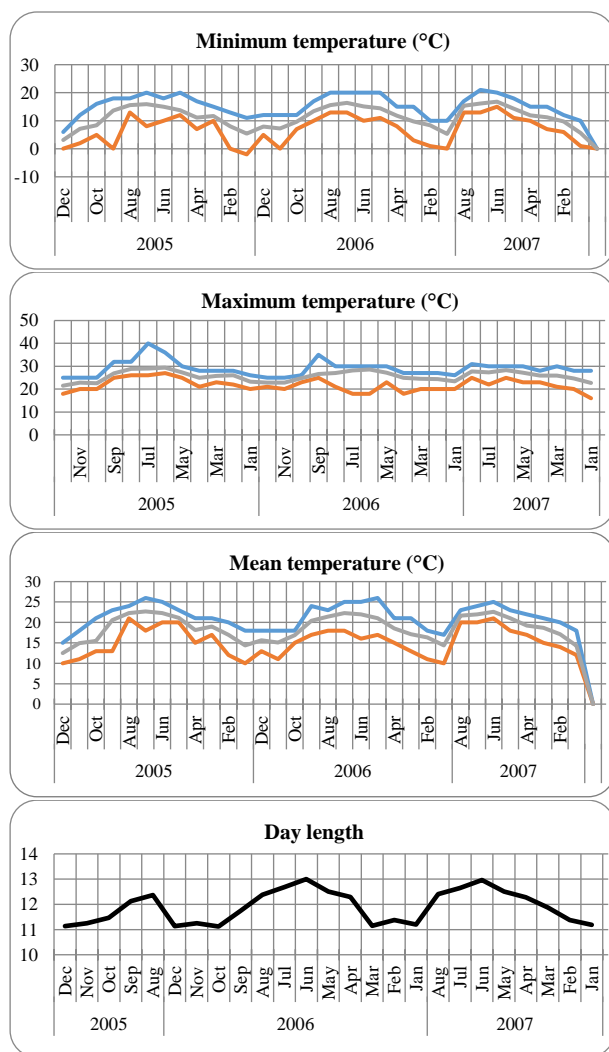 Minimum temperature (°C)
30
20
10
0
-10
Dec Oct Aug Jun Apr Feb Dec Oct Aug Jun Apr Feb Aug Jun Apr Feb
2005 2006 2007
Maximum temperature (°C)
50
40
30
20
10
0
Nov Sep Jul May Mar Jan Nov Sep Jul May Mar Jan Jul May Mar Jan
2005 2006 2007
Mean temperature (°C)
30
25
20
15
10
5
0
Dec Oct Aug Jun Apr Feb Dec Oct Aug Jun Apr Feb Aug Jun Apr Feb
2005 2006 2007
Day length
14
13
12
11
10
Dec Nov Oct Sep Aug Dec Nov Oct Sep Aug Jul Jun May Apr Mar Feb Jan Aug Jul Jun May Apr Mar Feb Jan
2005 2006 2007